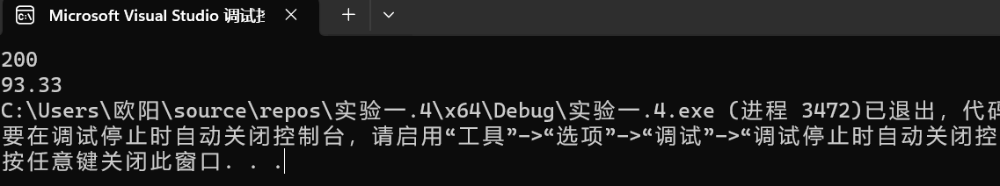 Microsoft Visual Studio 调试
200
93.33
C:\Users\欧阳\source\repos\实验一.4\x64\Debug\实验一.4.exe (进程 3472)已退出，代码
要在调试停止时自动关闭控制台，请启用“工具”->“选项”->“调试”->“调试停止时自动关闭控
按任意键关闭此窗口. . .